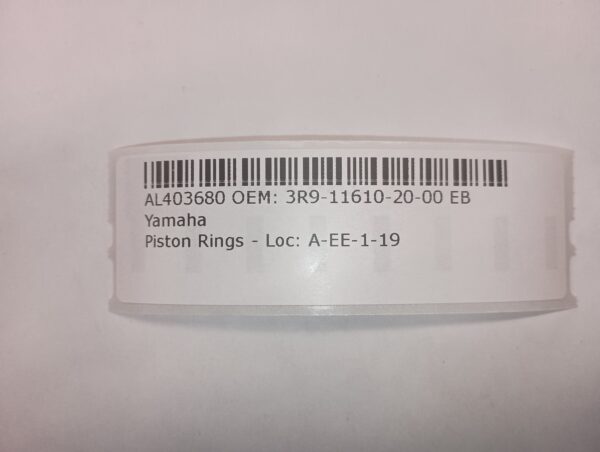 AL403680 OEM: 3R9-11610-20-00 EB
Yamaha
Piston Rings - Loc: A-EE-1-19